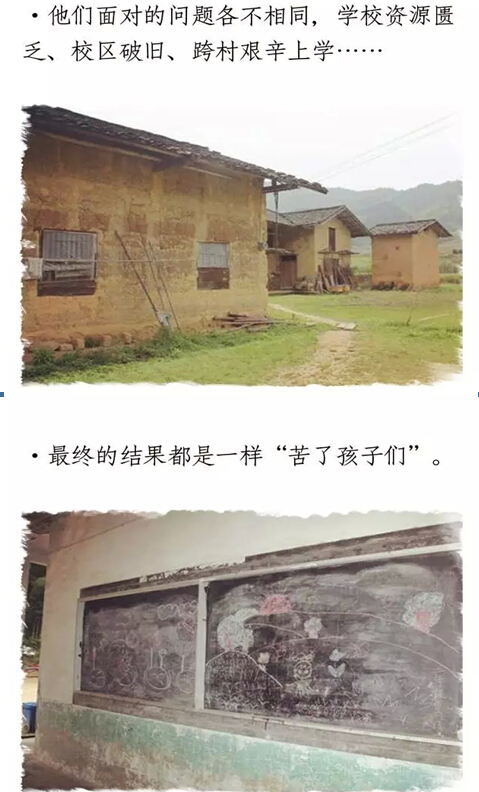 ·他们面对的问题各不相同，学校资源匮
乏、校区破旧、跨村艰辛上学……
·最终的结果都是一样“苦了孩子们”。